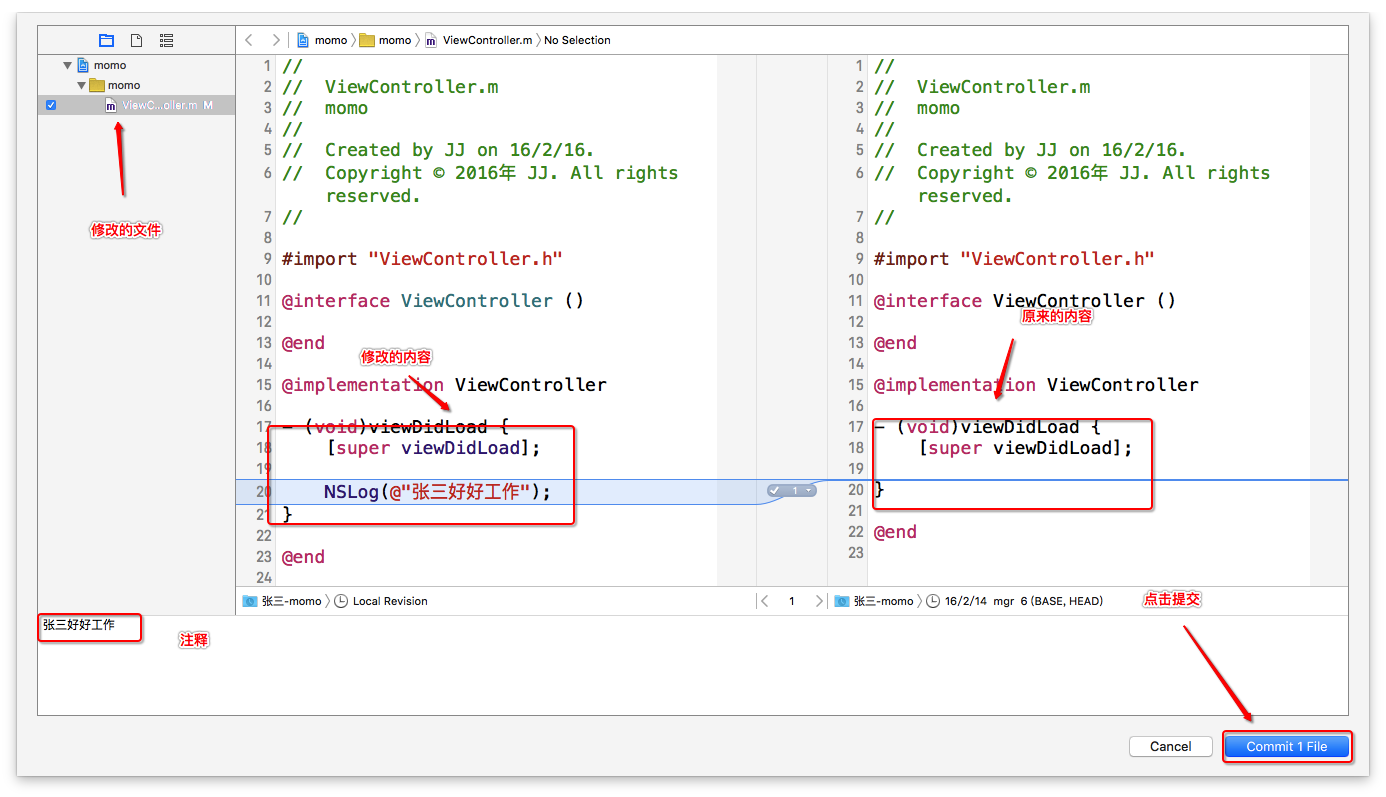 momo 〉 momo 〉 ViewController.m 〉 No Selection
momo
momo
ViewC...oller.m M
修改的文件
1 //
2 //  ViewController.m
3 //  momo
4 //
5 //  Created by JJ on 16/2/16.
6 //  Copyright © 2016年 JJ. All rights
reserved.
7 //
8
9 #import "ViewController.h"
10
11 @interface ViewController ()
12
13 @end
修改的内容
14
15 @implementation ViewController
16
17 - (void)viewDidLoad {
18     [super viewDidLoad];
19
20     NSLog(@"张三好好工作");
21 }
22
23 @end
24
1
1 //
2 //  ViewController.m
3 //  momo
4 //
5 //  Created by JJ on 16/2/16.
6 //  Copyright © 2016年 JJ. All rights
reserved.
7 //
8
9 #import "ViewController.h"
10
11 @interface ViewController ()
原来的内容
12
13 @end
14
15 @implementation ViewController
16
17 - (void)viewDidLoad {
18     [super viewDidLoad];
19
20 }
21
22 @end
23
张三-momo 〉 Local Revision
1
张三-momo 〉 16/2/14 mgr 6 (BASE, HEAD)
点击提交
张三好好工作
注释
Cancel
Commit 1 File